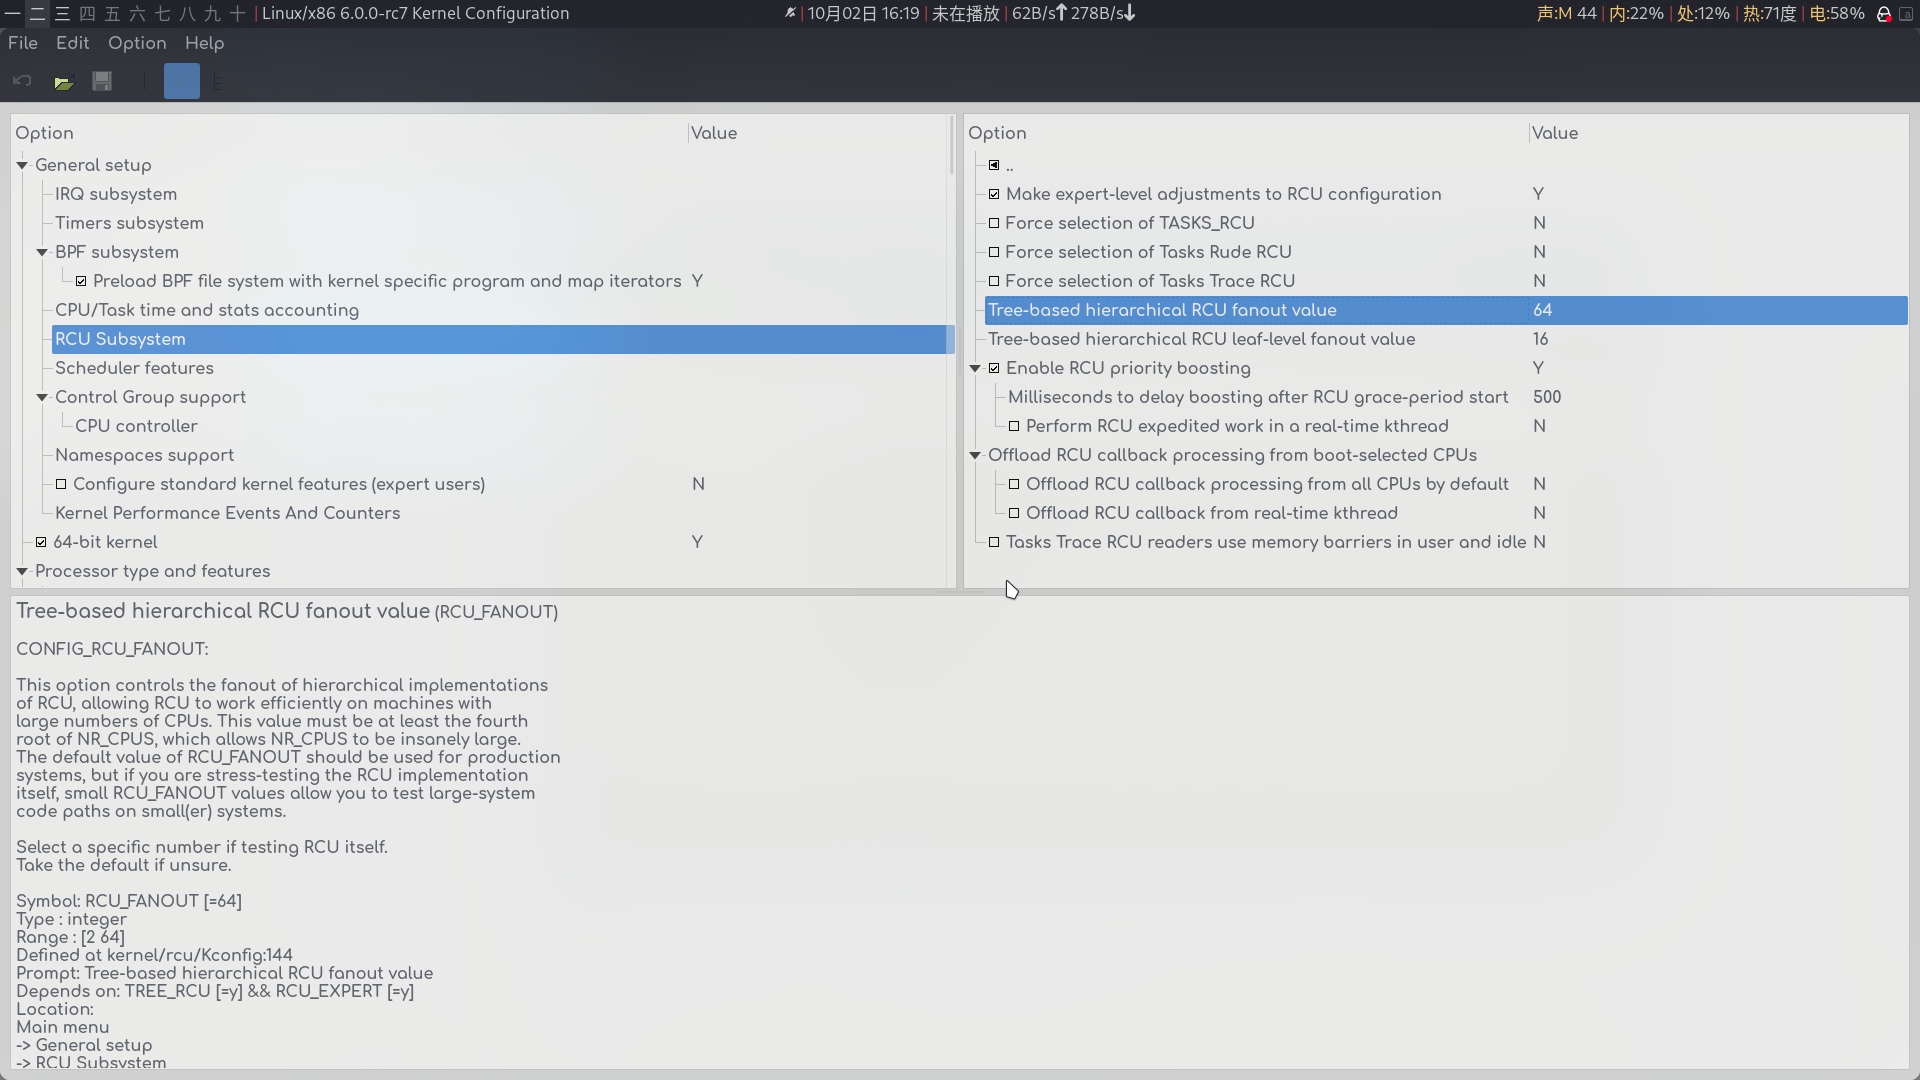 一 二 三 四 五 六 七 八 九 十 | Linux/x86 6.0.0-rc7 Kernel Configuration
| 10月02日 16:19 | 未在播放 | 62B/s↑ 278B/s↓
声:M 44 | 内:22% | 处:12% | 热:71度 | 电:58%
File Edit Option Help
Option Value
General setup
IRQ subsystem
Timers subsystem
BPF subsystem
Preload BPF file system with kernel specific program and map iterators Y
CPU/Task time and stats accounting
RCU Subsystem
Scheduler features
Control Group support
CPU controller
Namespaces support
Configure standard kernel features (expert users) N
Kernel Performance Events And Counters
64-bit kernel Y
Processor type and features
Option Value
..
Make expert-level adjustments to RCU configuration Y
Force selection of TASKS_RCU N
Force selection of Tasks Rude RCU N
Force selection of Tasks Trace RCU N
Tree-based hierarchical RCU fanout value 64
Tree-based hierarchical RCU leaf-level fanout value 16
Enable RCU priority boosting Y
Milliseconds to delay boosting after RCU grace-period start 500
Perform RCU expedited work in a real-time kthread N
Offload RCU callback processing from boot-selected CPUs
Offload RCU callback processing from all CPUs by default N
Offload RCU callback from real-time kthread N
Tasks Trace RCU readers use memory barriers in user and idle N
Tree-based hierarchical RCU fanout value (RCU_FANOUT)
CONFIG_RCU_FANOUT:
This option controls the fanout of hierarchical implementations
of RCU, allowing RCU to work efficiently on machines with
large numbers of CPUs. This value must be at least the fourth
root of NR_CPUS, which allows NR_CPUS to be insanely large.
The default value of RCU_FANOUT should be used for production
systems, but if you are stress-testing the RCU implementation
itself, small RCU_FANOUT values allow you to test large-system
code paths on small(er) systems.
Select a specific number if testing RCU itself.
Take the default if unsure.
Symbol: RCU_FANOUT [=64]
Type : integer
Range : [2 64]
Defined at kernel/rcu/Kconfig:144
Prompt: Tree-based hierarchical RCU fanout value
Depends on: TREE_RCU [=y] && RCU_EXPERT [=y]
Location:
Main menu
-> General setup
-> RCU Subsystem